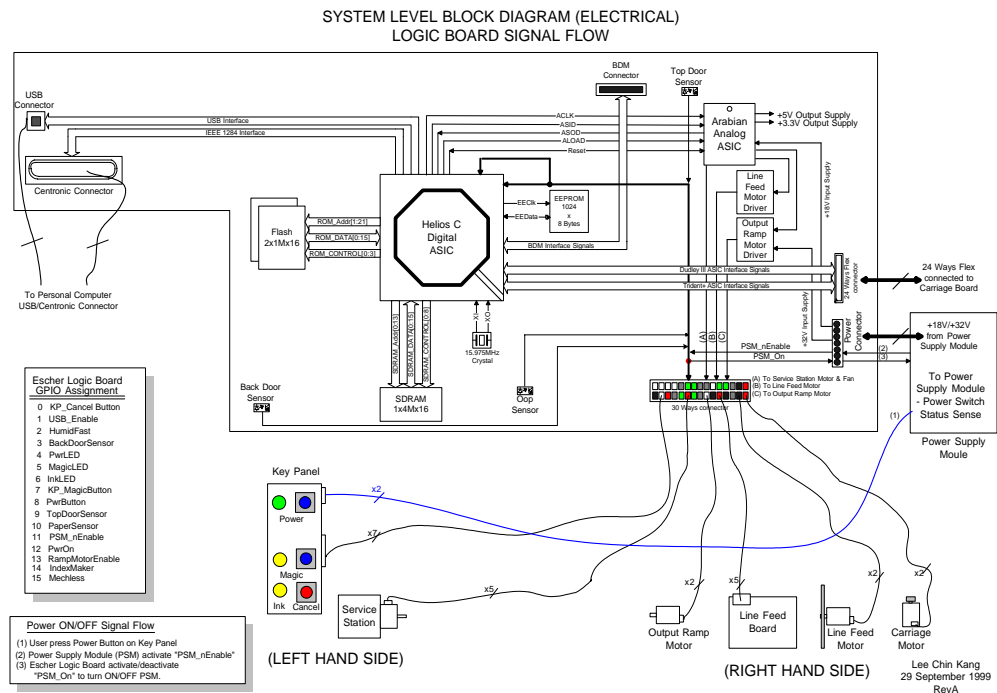 SYSTEM LEVEL BLOCK DIAGRAM (ELECTRICAL)
LOGIC BOARD SIGNAL FLOW
BDM
Connector
Top Door
Sensor
USB
Connector
USB Interface
IEEE 1284 Interface
ACLK
ASID
ASOD
ALOAD
Reset
Arabian
Analog
ASIC
+5V Output Supply
+3.3V Output Supply
Centronic Connector
Line
Feed
Motor
Driver
+18V Input Supply
Flash
2x1Mx16
ROM_Addr[1:21]
ROM_DATA[0:15]
ROM_CONTROL[0:3]
Helios C
Digital
ASIC
EEClk
EEData
EEPROM
1024
x
8 Bytes
Output
Ramp
Motor
Driver
BDM Interface Signals
Dudley III ASIC Interface Signals
Trident+ ASIC Interface Signals
24 Ways Flex
connector
24 Ways Flex
connected to
Carriage Board
To Personal Computer
USB/Centronic Connector
SDRAM_Addr[0:13]
SDRAM_DATA[0:15]
SDRAM_CONTROL[0:8]
XI
XO
15.975MHz
Crystal
(A)
(B)
(C)
+32V Input Supply
Power
Connector
+18V/+32V
from Power
Supply Module
PSM_nEnable
PSM_On
(2)
(3)
To Power
Supply Module
- Power Switch
Status Sense
(1)
Power Supply
Moule
Escher Logic Board
GPIO Assignment
0 KP_Cancel Button
1 USB_Enable
2 HumidFast
3 BackDoorSensor
4 PwrLED
5 MagicLED
6 InkLED
7 KP_MagicButton
8 PwrButton
9 TopDoorSensor
10 PaperSensor
11 PSM_nEnable
12 PwrOn
13 RampMotorEnable
14 IndexMaker
15 Mechless
Back Door
Sensor
SDRAM
1x4Mx16
Oop
Sensor
(A) To Service Station Motor & Fan
(B) To Line Feed Motor
(C) To Output Ramp Motor
30 Ways connector
Key Panel
Power
Magic
Ink
Cancel
x2
x7
x5
x2
x5
x2
x2
Service
Station
Output Ramp
Motor
Line Feed
Board
Line Feed
Motor
Carriage
Motor
Power ON/OFF Signal Flow
(1) User press Power Button on Key Panel
(2) Power Supply Module (PSM) activate "PSM_nEnable"
(3) Escher Logic Board activate/deactivate
"PSM_On" to turn ON/OFF PSM.
(LEFT HAND SIDE)
(RIGHT HAND SIDE)
Lee Chin Kang
29 September 1999
RevA